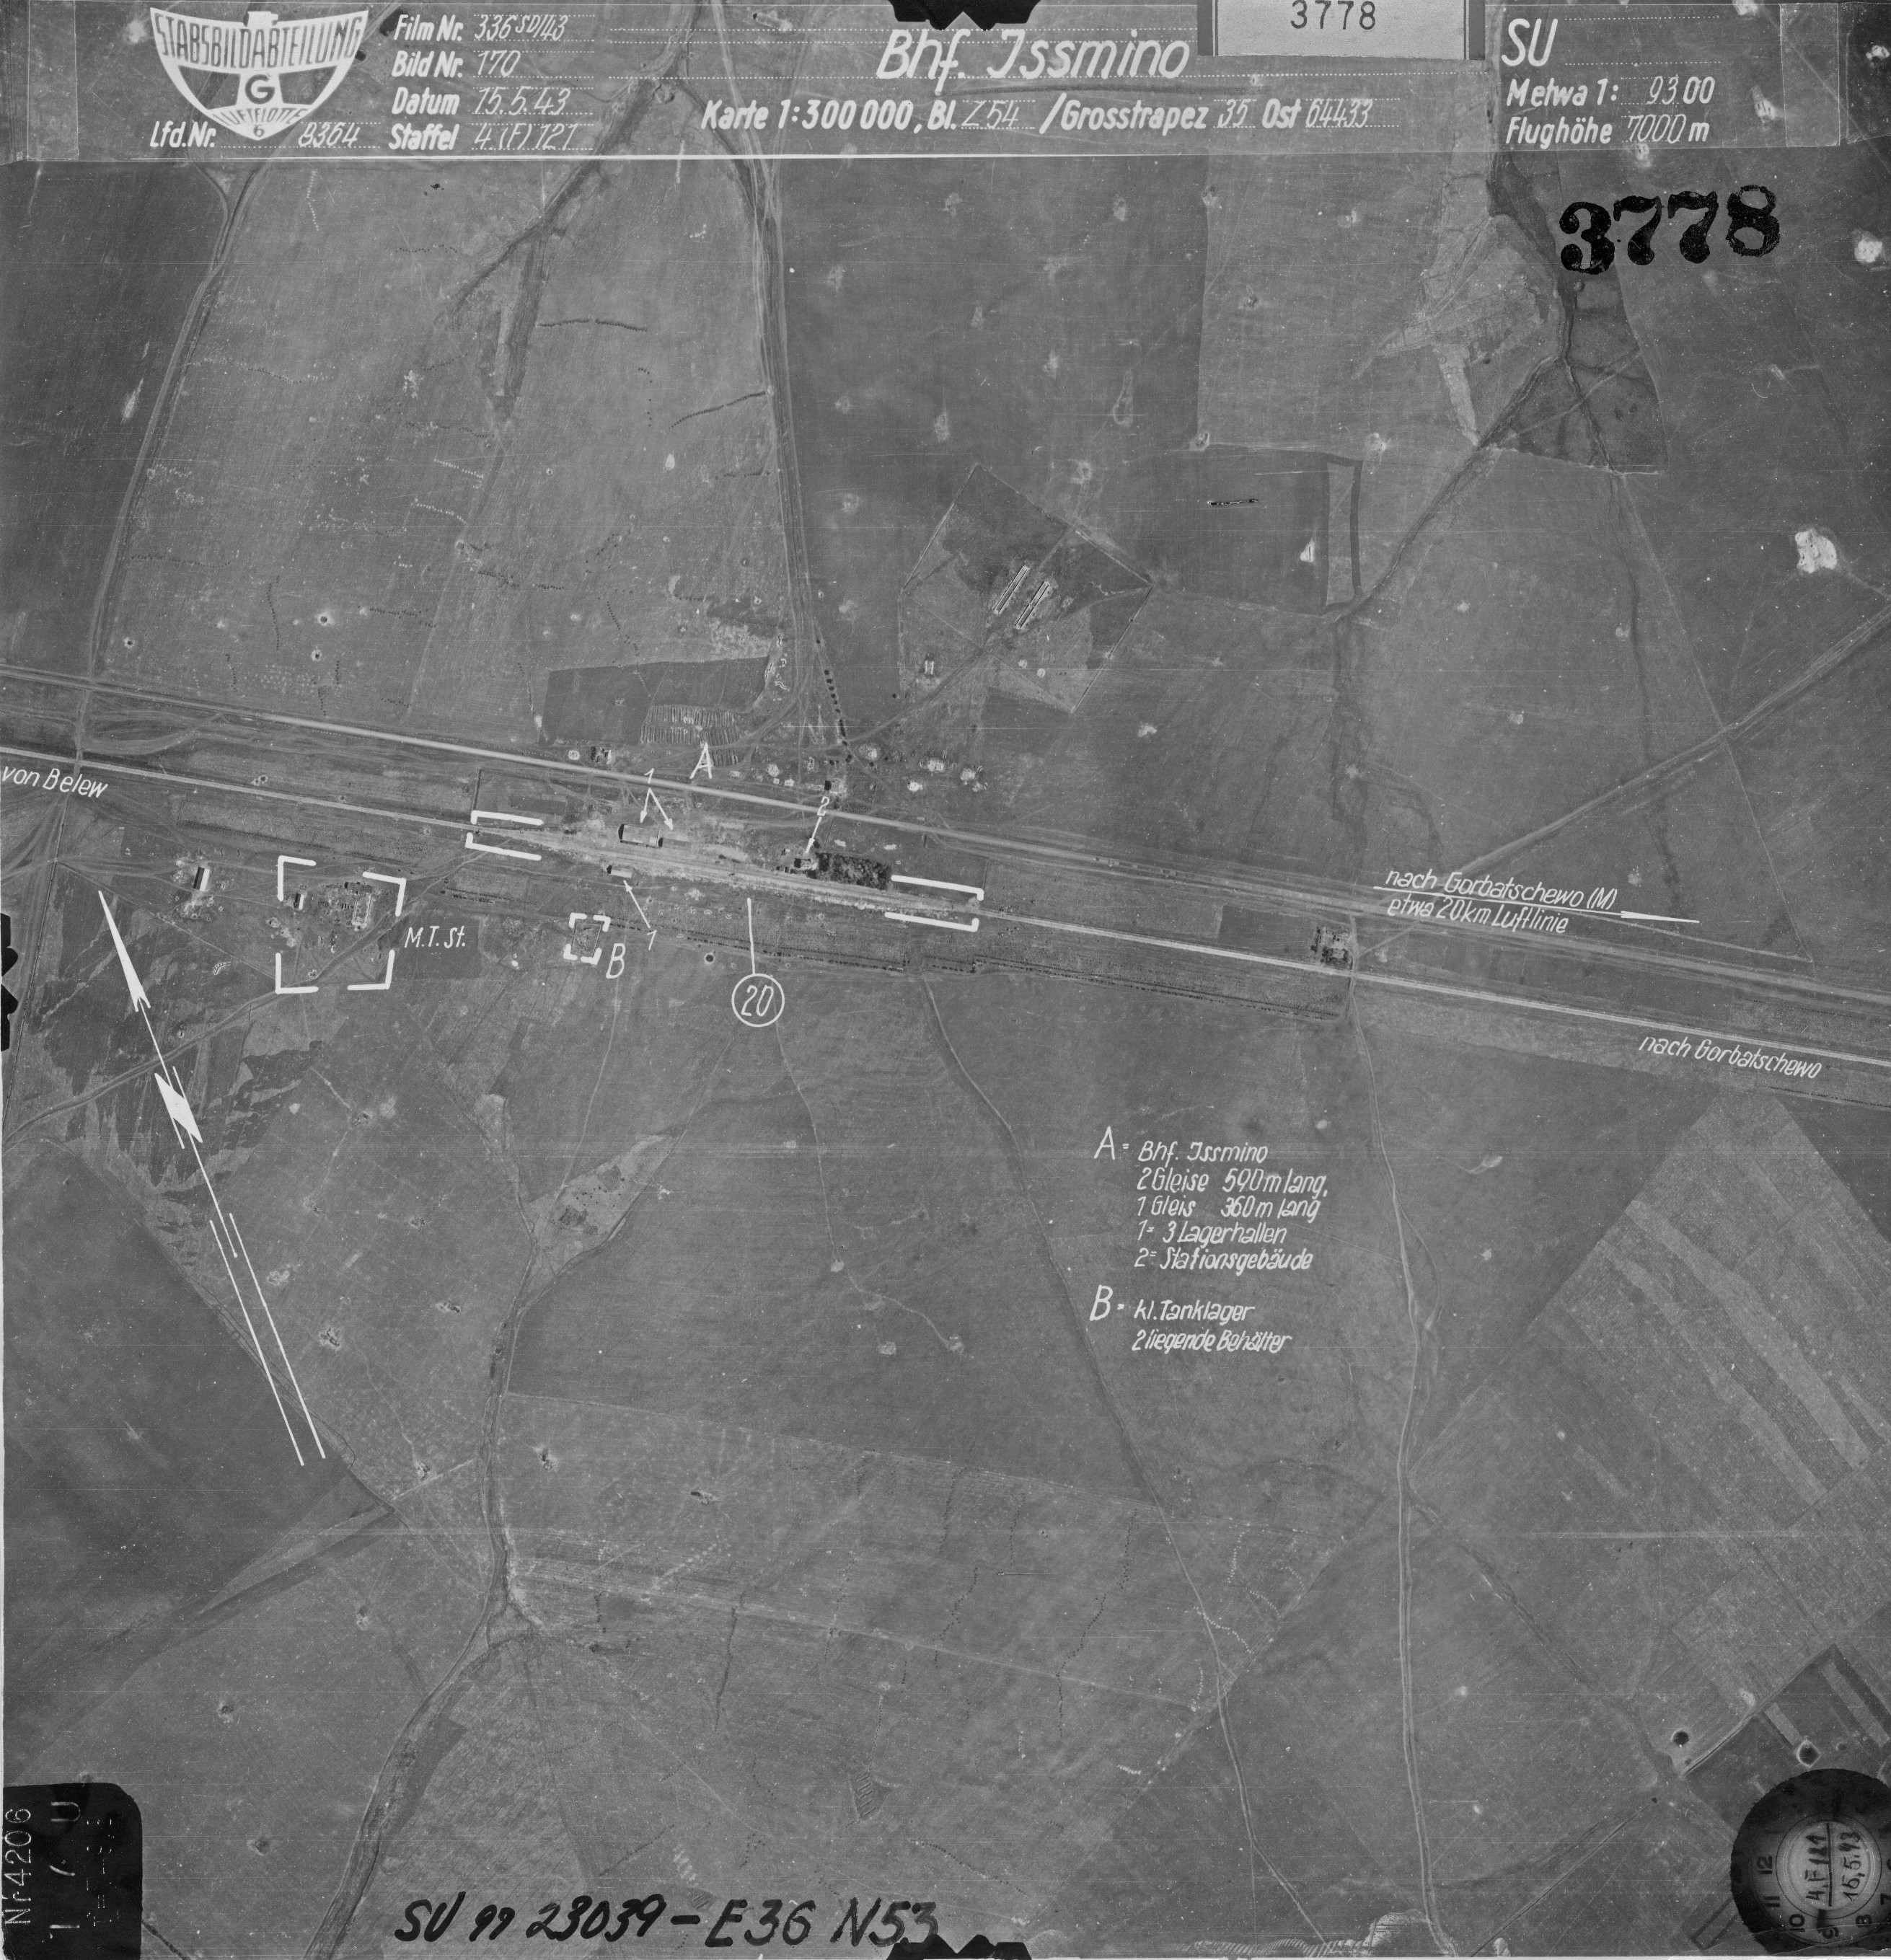 STABSBILDABTEILUNG
G
LUFTFLOTTE
6
Lfd.Nr. 8364
Film Nr. 336 SD/43
Bild Nr. 170
Datum 15.5.43
Staffel 4.(F)121
Bhf. Issmino
Karte 1:300000, Bl. Z54 /Grosstrapez 35 Ost 64433
3778
SU
Metwa 1: 9300
Flughöhe 7000 m
3778
von Belew
A
1
2
M.T.St.
B
1
20
nach Gorbatschewo (M)
etwa 20km Luftlinie
nach Gorbatschewo
A = Bhf. Issmino
2 Gleise 590m lang,
1 Gleis 360m lang
1= 3 Lagerhallen
2= Stationsgebäude
B = kl. Tanklager
2 liegende Behälter
Nr 4206
SU 99 23039 - E36 N53
4.F 121
15.5.43
10 11 12